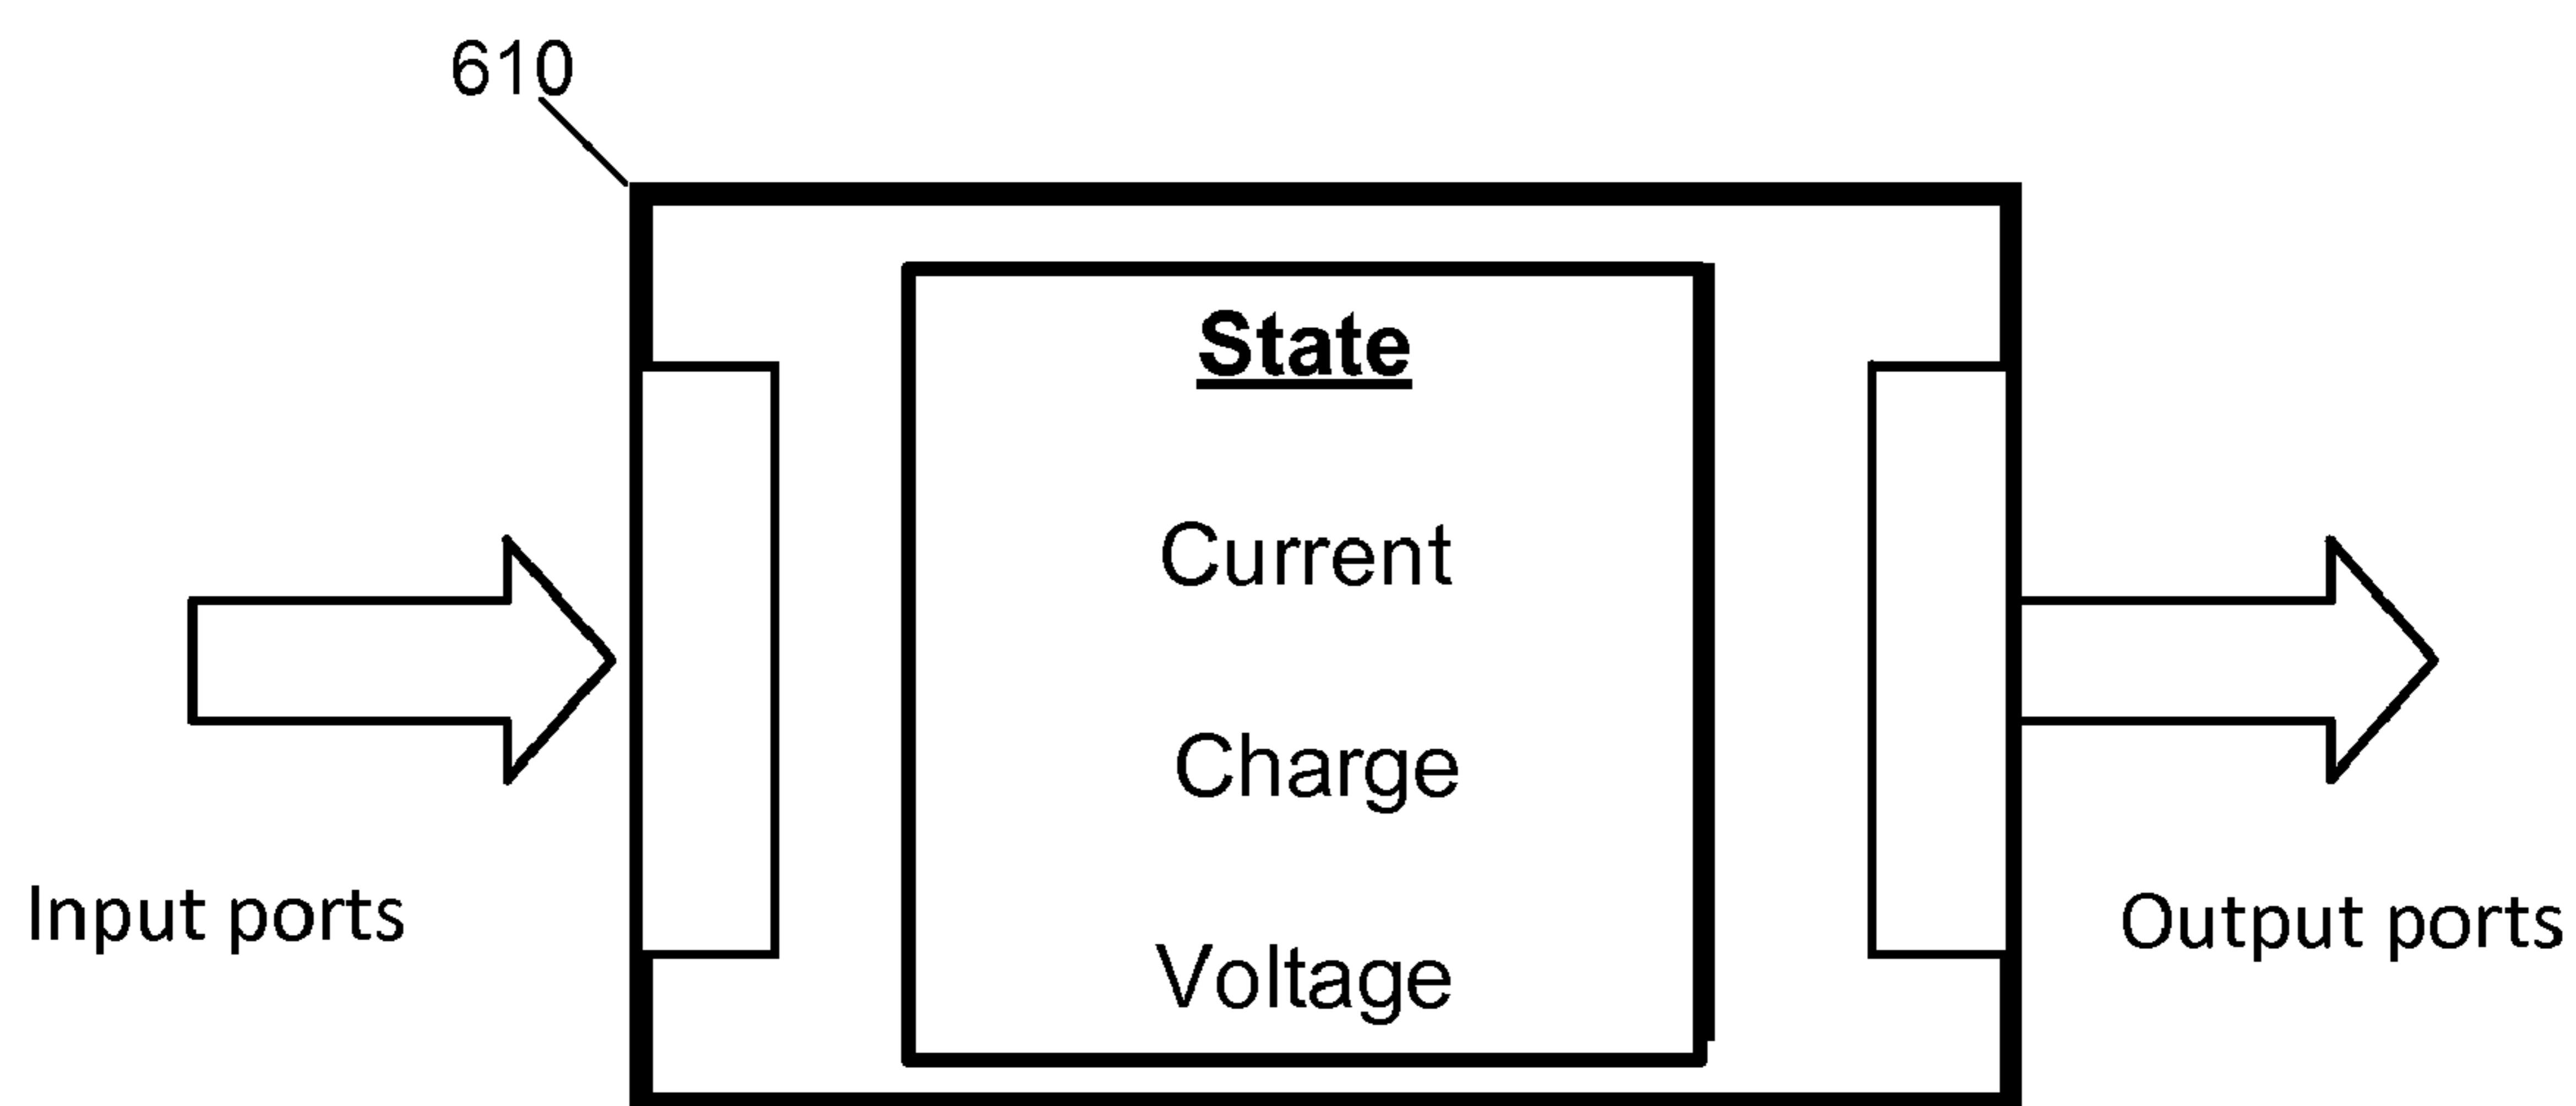 610
State
Current
Charge
Voltage
Input ports
Output ports